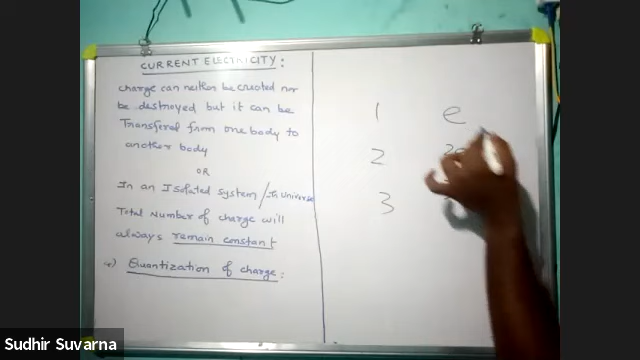 CURRENT ELECTRICITY:
charge can neither be created nor
be destroyed but it can be
Transferred from one body to
another body
OR
In an Isolated system/In Universe
Total Number of charge will
always remain constant
*) Quantization of charge:
1 e
2
3
Sudhir Suvarna